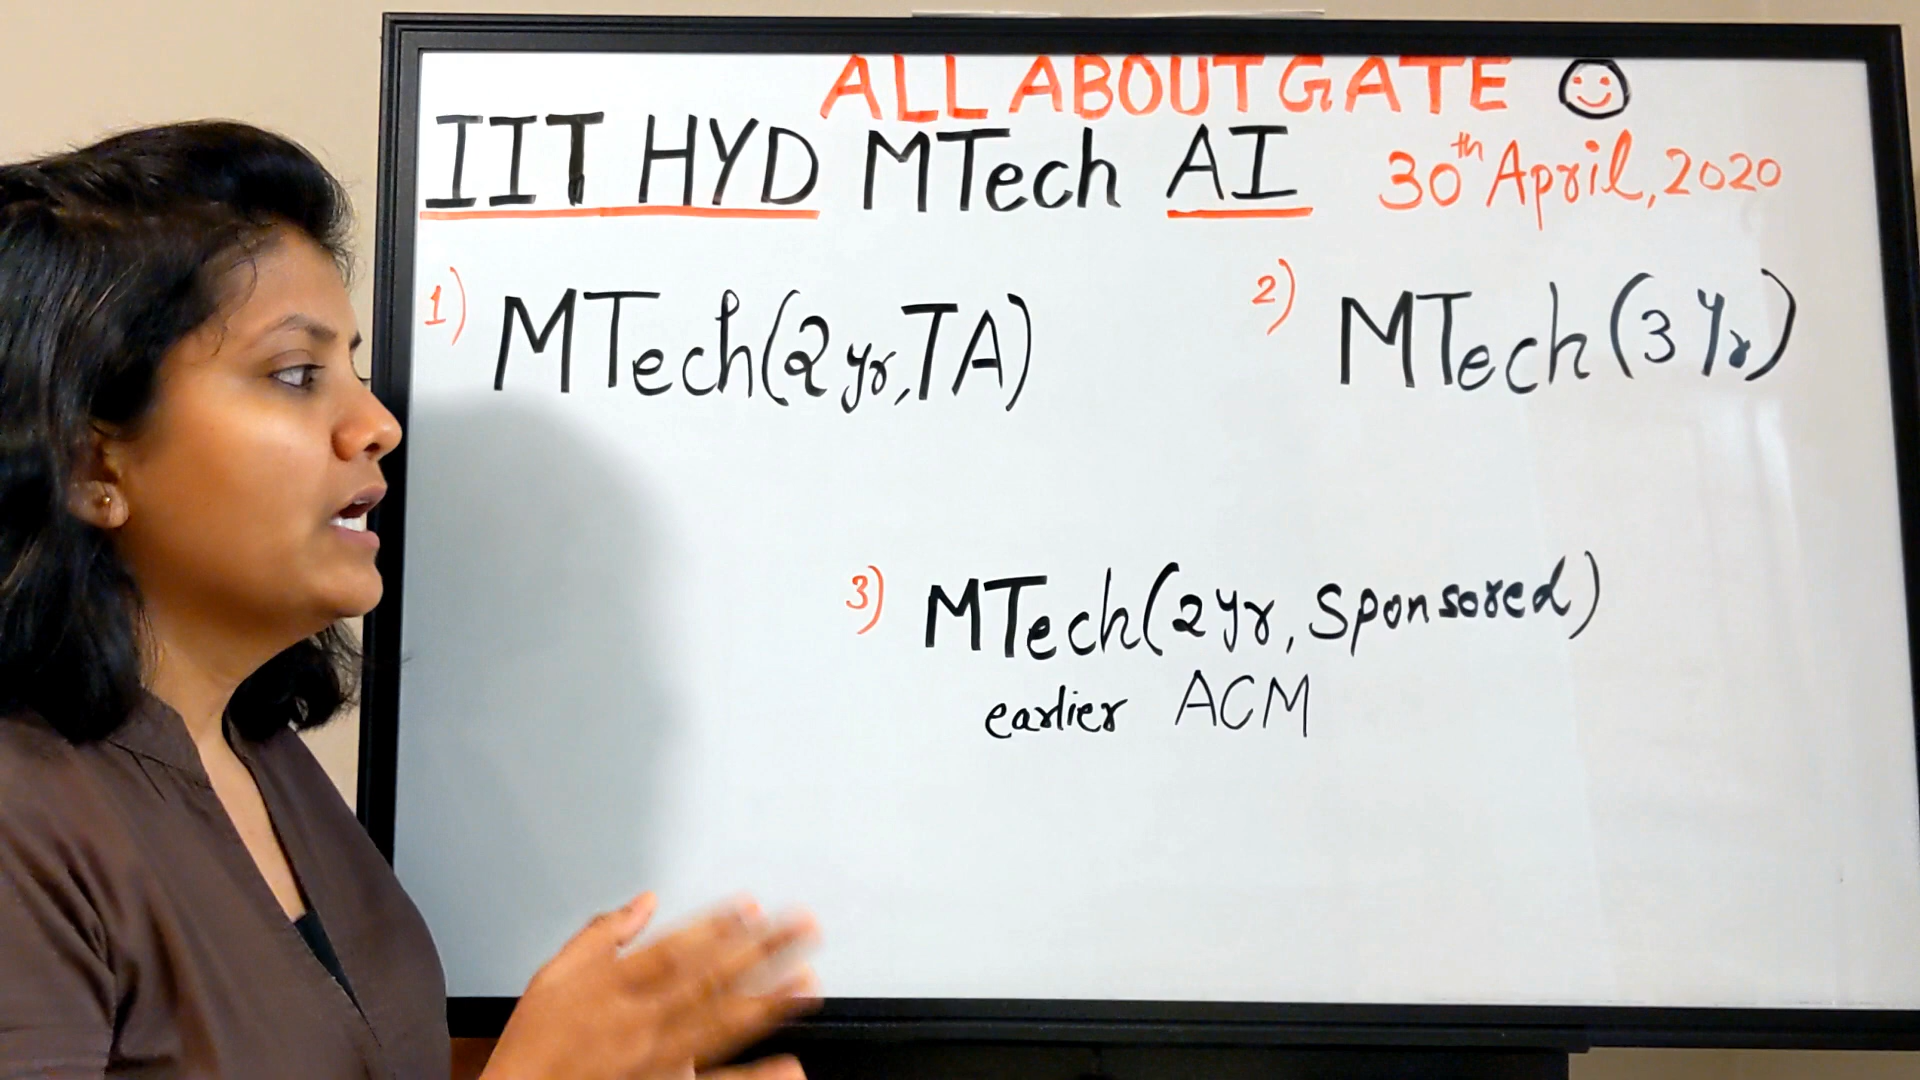 ALL ABOUT GATE
IIT HYD MTech AI 30th April, 2020
1) MTech (2 yr, TA)
2) MTech (3 Yr)
3) MTech (2 yr, Sponsored)
earlier ACM